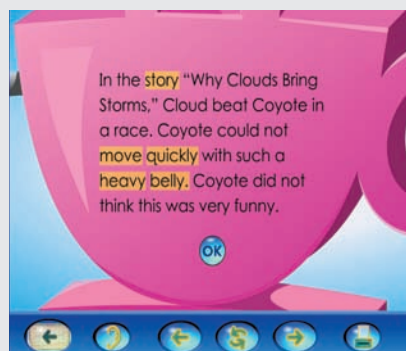 In the story “Why Clouds Bring
Storms,” Cloud beat Coyote in
a race. Coyote could not
move quickly with such a
heavy belly. Coyote did not
think this was very funny.
OK